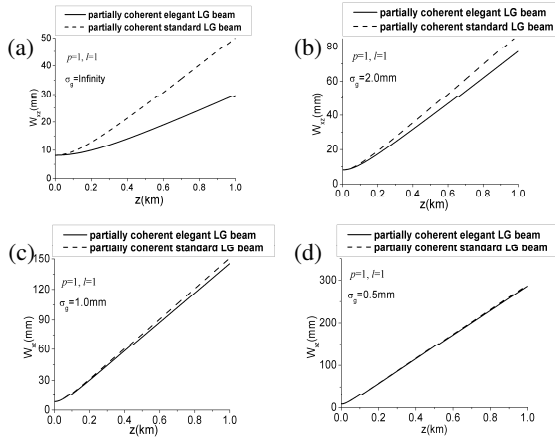 (a)
partially coherent elegant LG beam
partially coherent standard LG beam
p=1, l=1
σg=Infinity
Wxz(mm)
50
40
30
20
10
0
0.0 0.2 0.4 0.6 0.8 1.0
z(km)
(b)
partially coherent elegant LG beam
partially coherent standard LG beam
p=1, l=1
σg=2.0mm
Wxz(mm)
80
60
40
20
0
0.0 0.2 0.4 0.6 0.8 1.0
z(km)
(c)
partially coherent elegant LG beam
partially coherent standard LG beam
p=1, l=1
σg=1.0mm
150
120
90
60
30
0
0.0 0.2 0.4 0.6 0.8 1.0
z(km)
(d)
partially coherent elegant LG beam
partially coherent standard LG beam
p=1, l=1
σg=0.5mm
300
200
100
0
0.0 0.2 0.4 0.6 0.8 1.0
z(km)